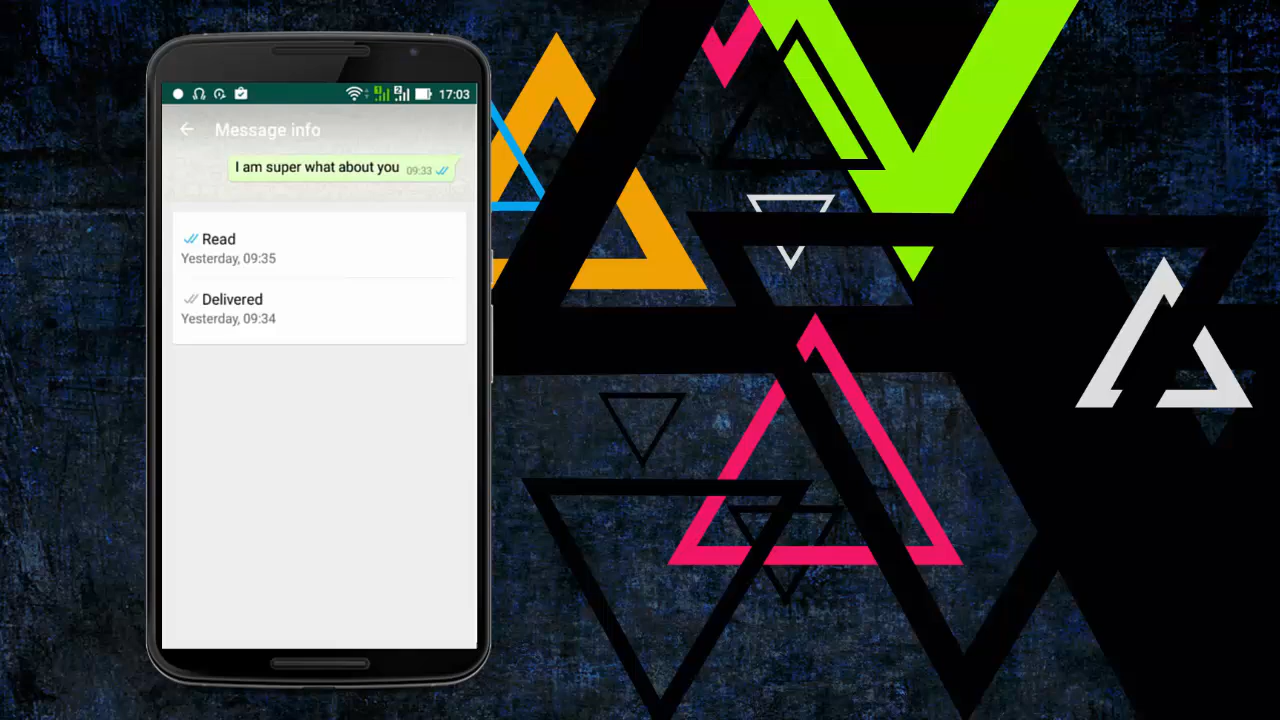 17:03
Message info
I am super what about you 09:33
Read
Yesterday, 09:35
Delivered
Yesterday, 09:34